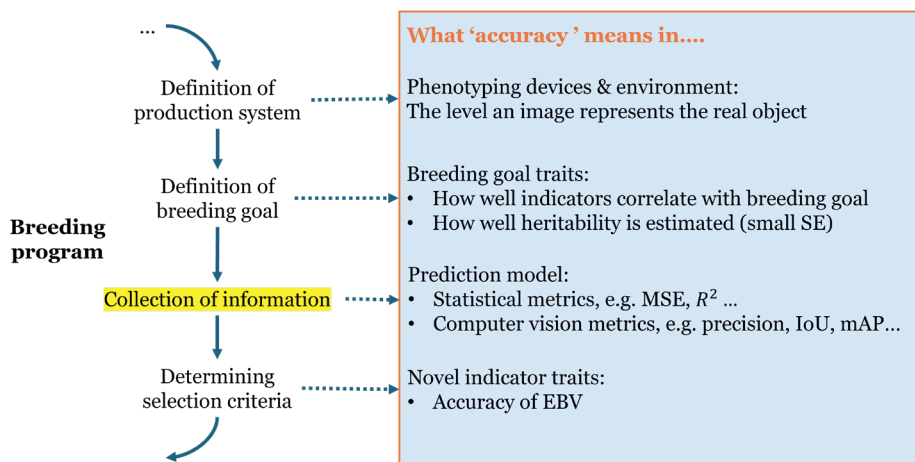 ...
What 'accuracy ' means in....
Definition of
production system
Phenotyping devices & environment:
The level an image represents the real object
Definition of
breeding goal
Breeding goal traits:
• How well indicators correlate with breeding goal
• How well heritability is estimated (small SE)
Breeding
program
Collection of information
Prediction model:
• Statistical metrics, e.g. MSE, R² ...
• Computer vision metrics, e.g. precision, IoU, mAP...
Determining
selection criteria
Novel indicator traits:
• Accuracy of EBV